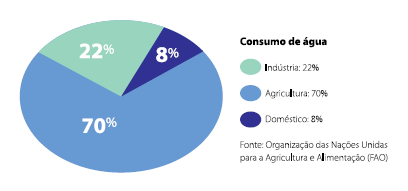 22%
8%
70%
Consumo de água
Indústria: 22%
Agricultura: 70%
Doméstico: 8%
Fonte: Organização das Nações Unidas
para a Agricultura e Alimentação (FAO)